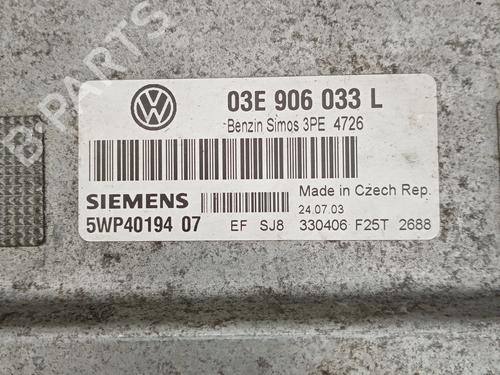 03E 906 033 L
Benzin Simos 3PE 4726
SIEMENS
Made in Czech Rep.
24.07.03
5WP40194 07
EF SJ8 330406 F25T 2688
PARTS